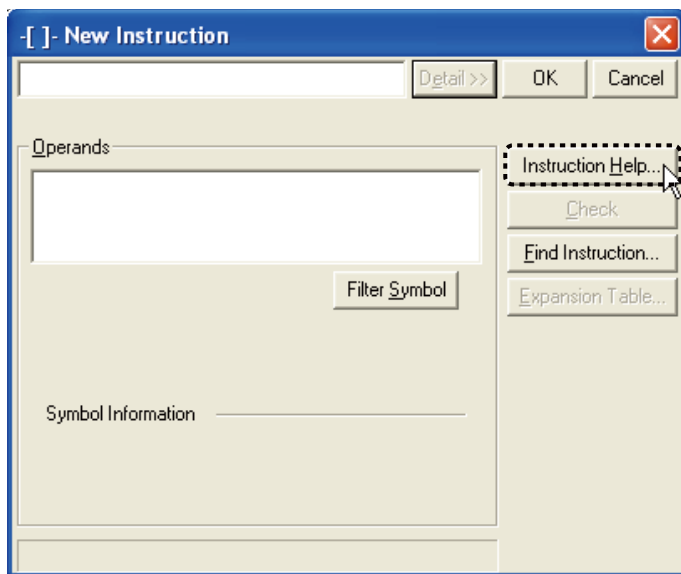 -[ ]- New Instruction
Detail >>
OK
Cancel
Operands
Instruction Help...
Check
Find Instruction...
Filter Symbol
Expansion Table...
Symbol Information